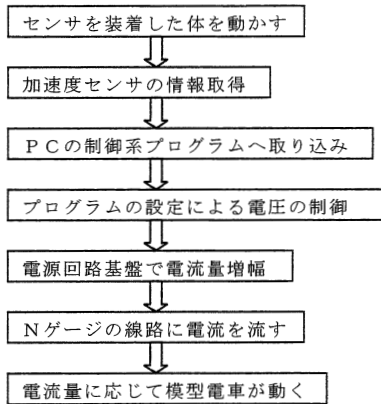 センサを装着した体を動かす
加速度センサの情報取得
ＰＣの制御系プログラムへ取り込み
プログラムの設定による電圧の制御
電源回路基盤で電流量増幅
Ｎゲージの線路に電流を流す
電流量に応じて模型電車が動く